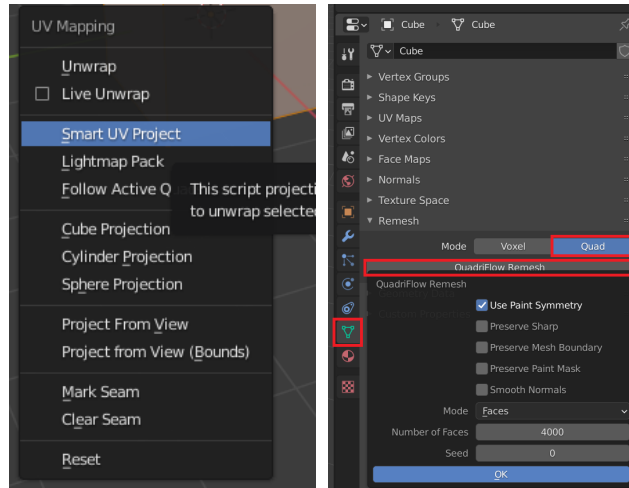 UV Mapping
Unwrap
Live Unwrap
Smart UV Project
Lightmap Pack
Follow Active Q
This script projecti
to unwrap selecte
Cube Projection
Cylinder Projection
Sphere Projection
Project From View
Project from View (Bounds)
Mark Seam
Clear Seam
Reset
Cube Cube
Cube
Vertex Groups
Shape Keys
UV Maps
Vertex Colors
Face Maps
Normals
Texture Space
Remesh
Mode Voxel Quad
QuadriFlow Remesh
QuadriFlow Remesh
Use Paint Symmetry
Preserve Sharp
Preserve Mesh Boundary
Preserve Paint Mask
Smooth Normals
Mode Faces
Number of Faces 4000
Seed 0
OK